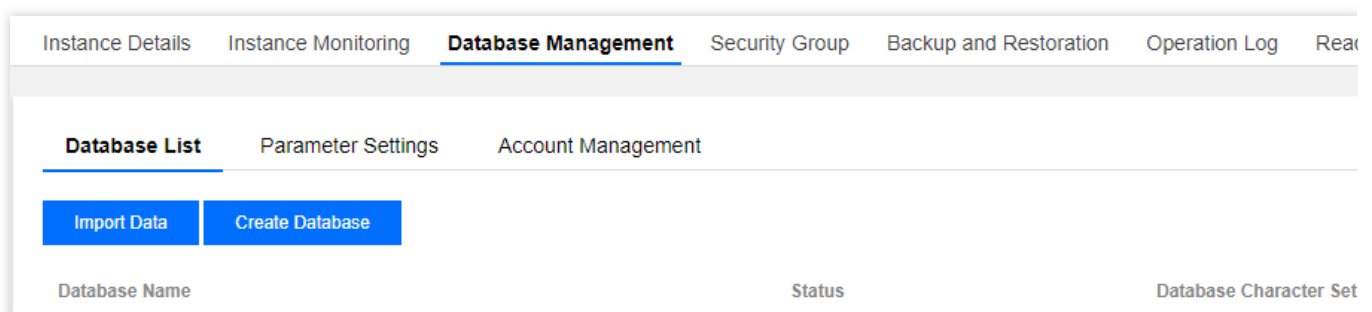 Instance Details Instance Monitoring Database Management Security Group Backup and Restoration Operation Log
Database List Parameter Settings Account Management
Import Data Create Database
Database Name Status Database Character Set